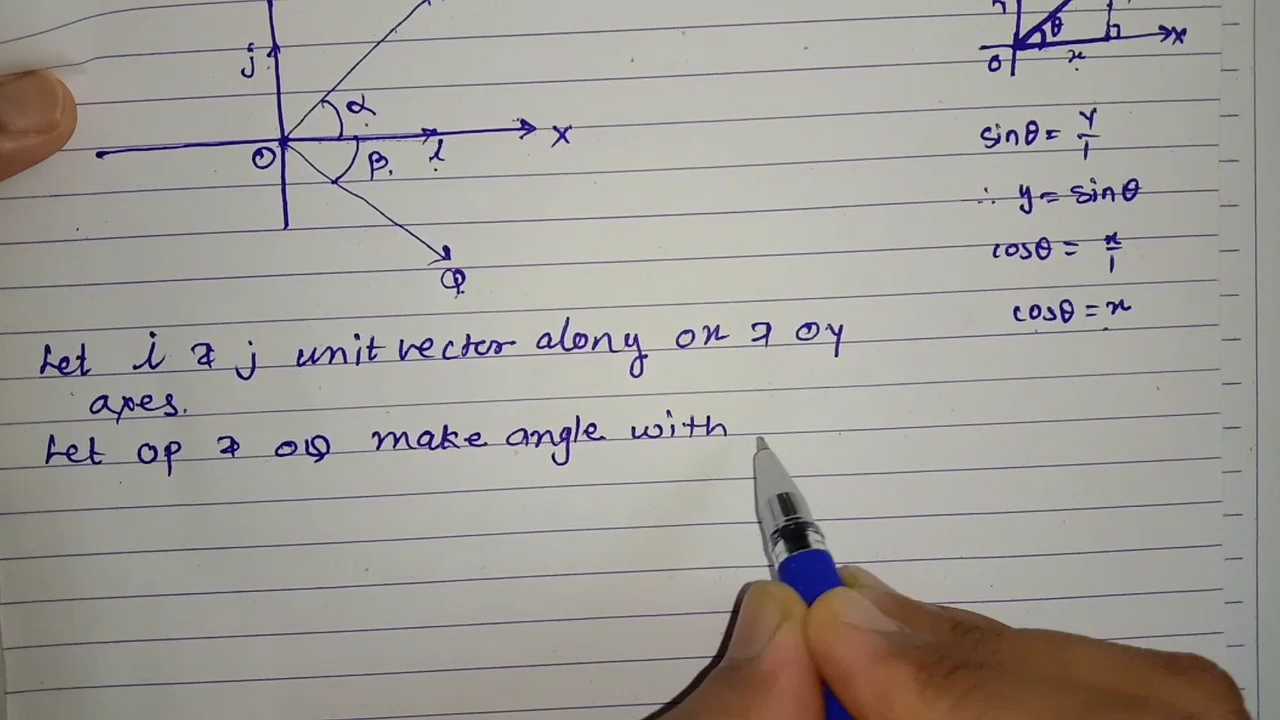 j
α
X
O
β
i
Q
θ
X
O
x
sinθ = y/1
∴ y = sinθ
cosθ = x/1
cosθ = x
Let i & j unit vector along ox & oy
axes.
Let op & oQ make angle with